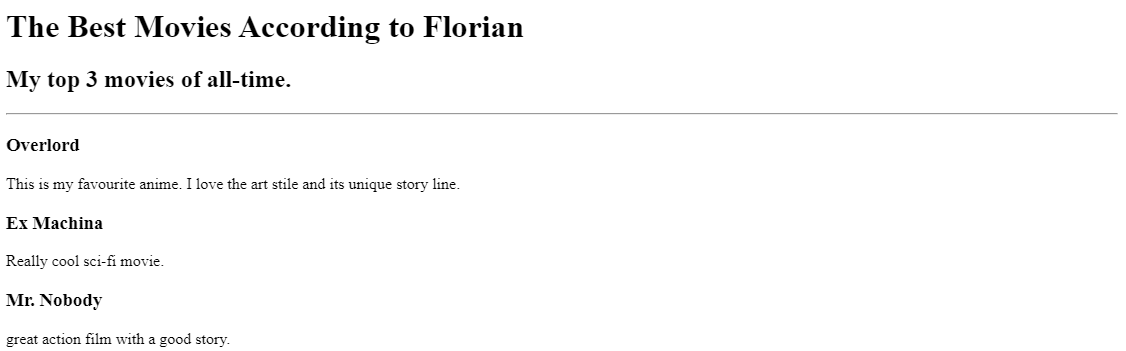 The Best Movies According to Florian
My top 3 movies of all-time.
Overlord
This is my favourite anime. I love the art stile and its unique story line.
Ex Machina
Really cool sci-fi movie.
Mr. Nobody
great action film with a good story.